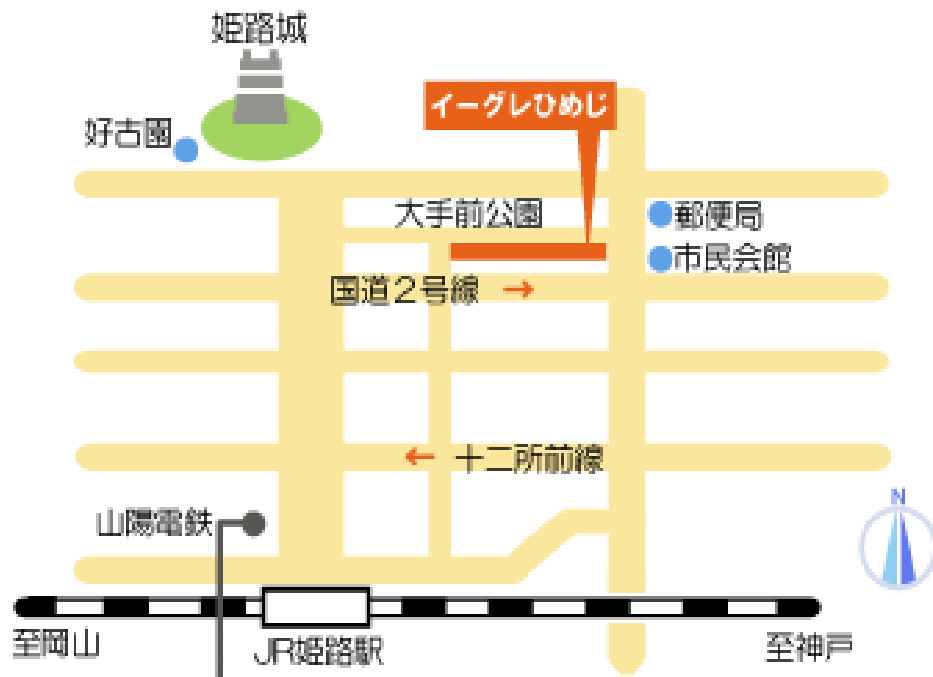 姫路城
イーグレひめじ
好古園
大手前公園
郵便局
市民会館
国道2号線 →
← 十二所前線
N
山陽電鉄
至岡山
JR姫路駅
至神戸